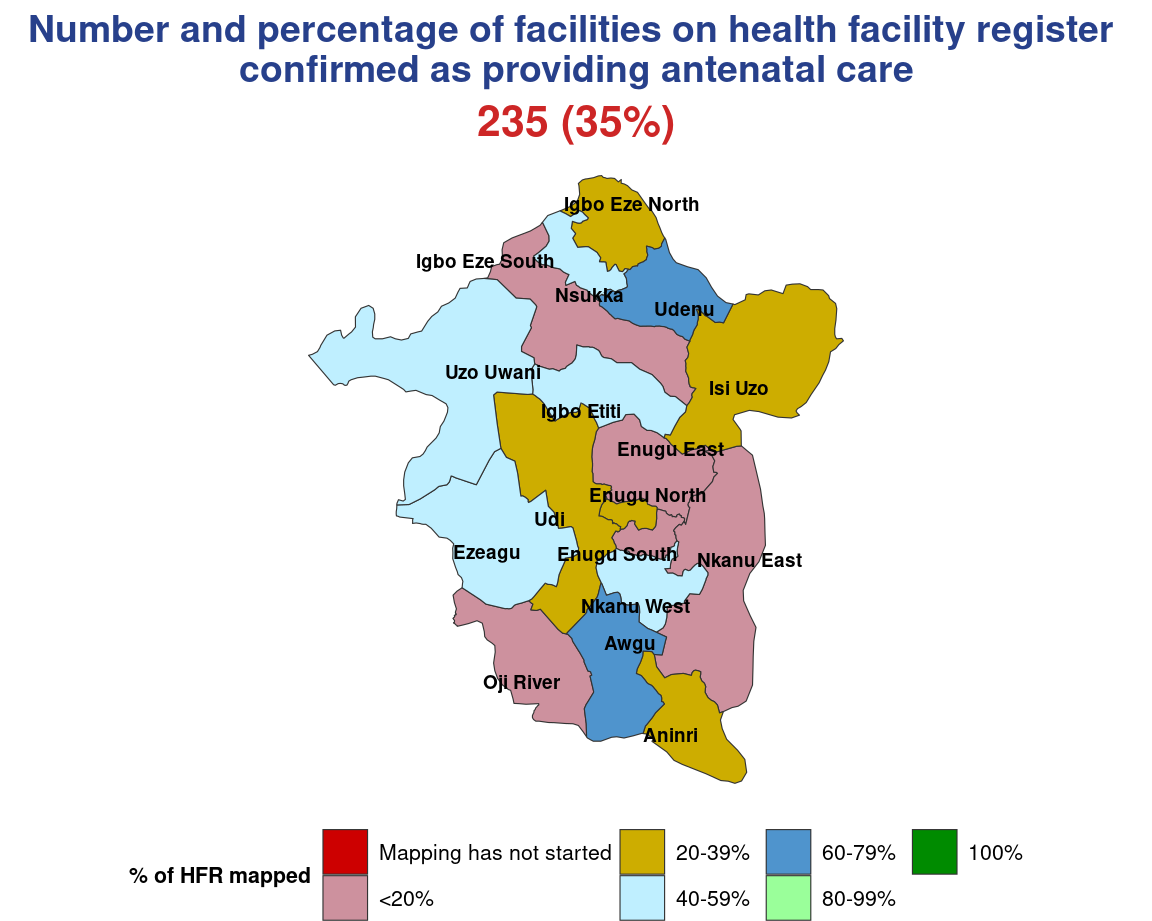 Number and percentage of facilities on health facility register
confirmed as providing antenatal care
235 (35%)
Igbo Eze North
Igbo Eze South
Nsukka
Udenu
Uzo Uwani
Isi Uzo
Igbo Etiti
Enugu East
Enugu North
Udi
Ezeagu
Enugu South
Nkanu East
Nkanu West
Awgu
Oji River
Aninri
% of HFR mapped
Mapping has not started
<20%
20-39%
40-59%
60-79%
80-99%
100%